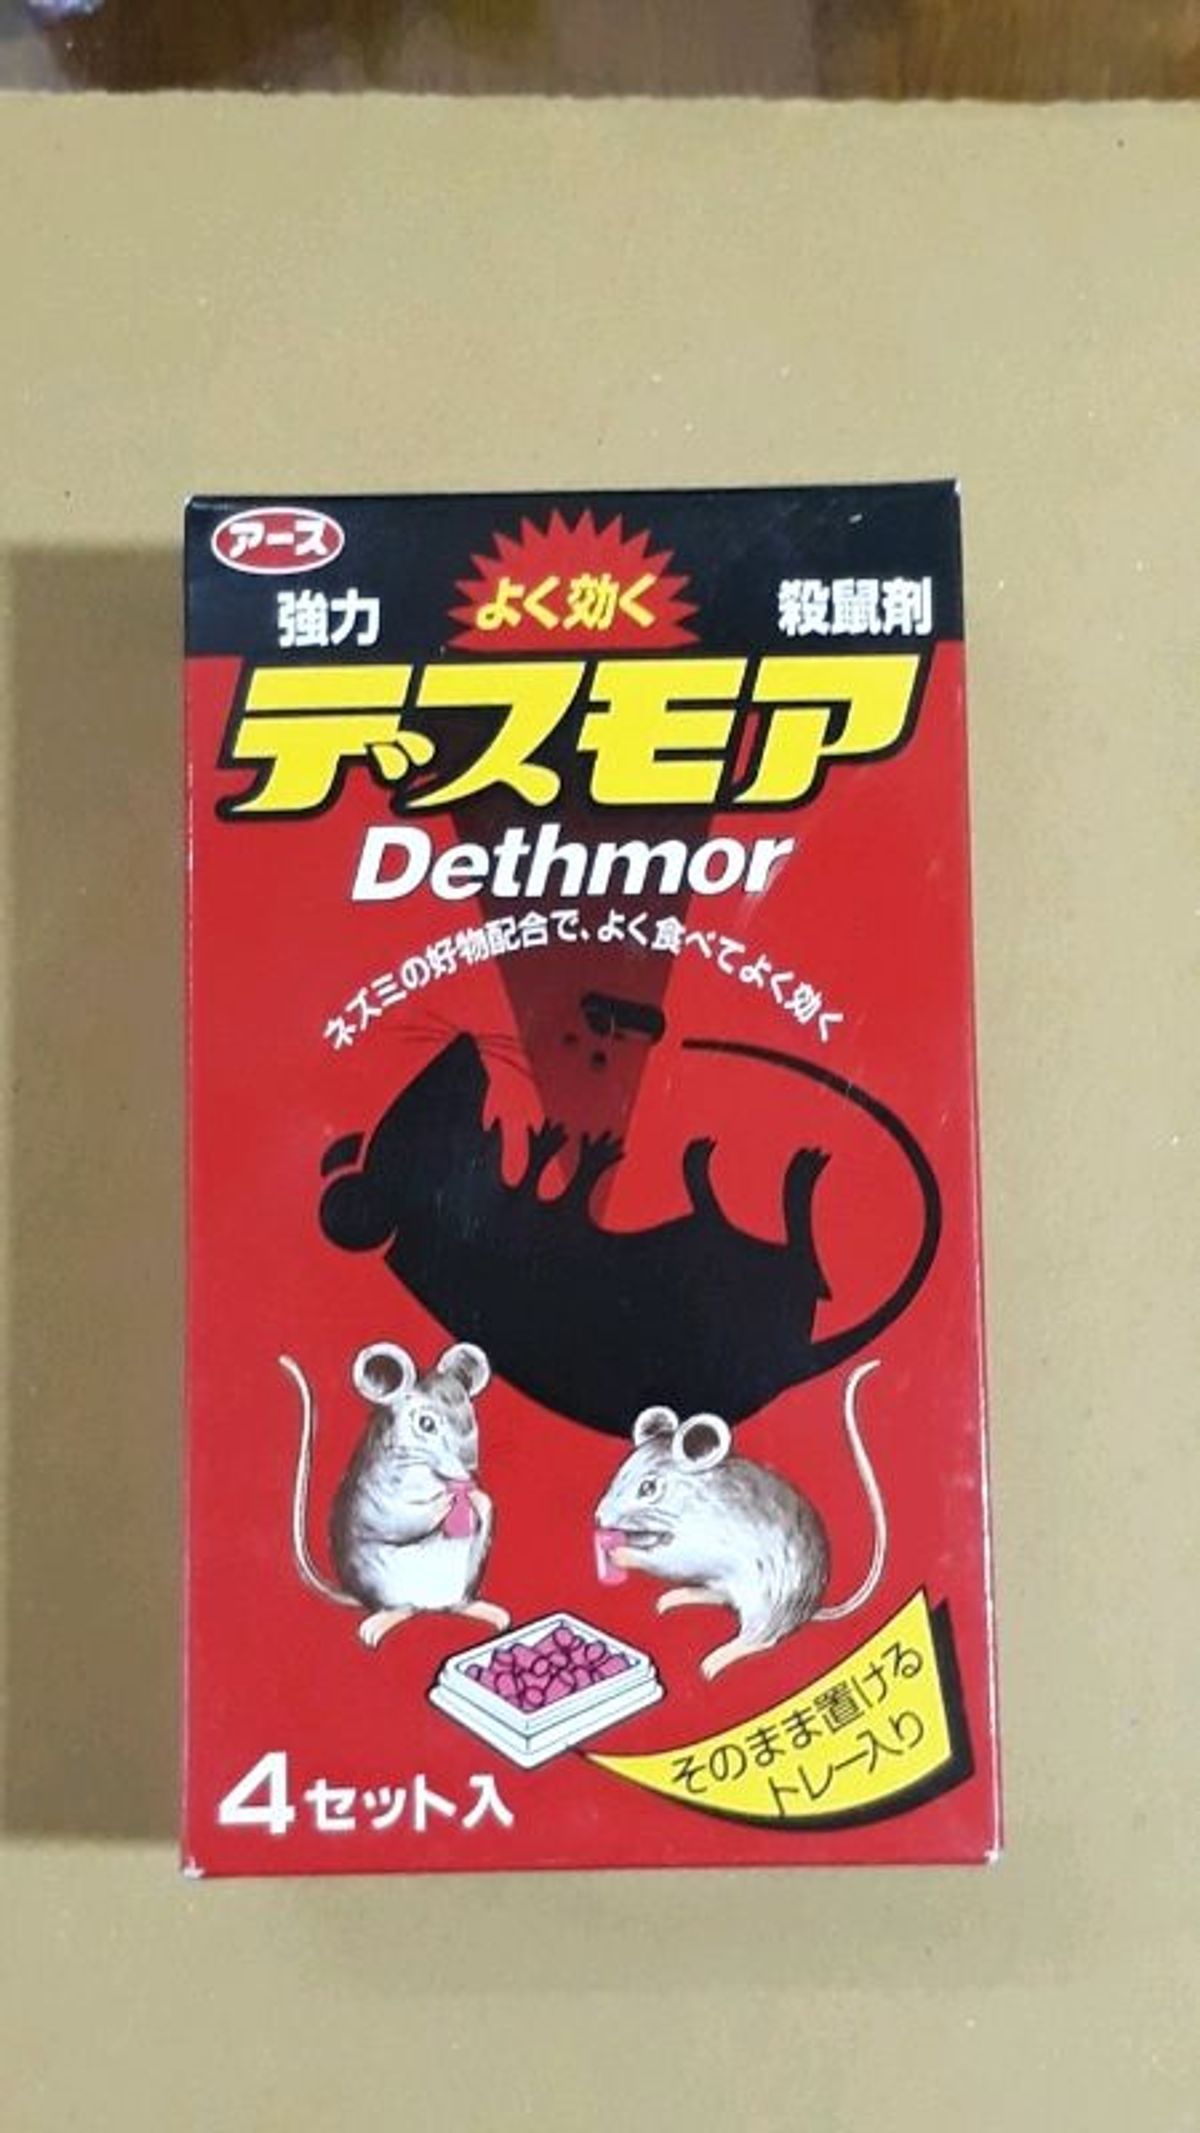 アース
強力
よく効く
殺鼠剤
デスモア
Dethmor
ネズミの好物配合で、よく食べてよく効く
そのまま置ける
トレー入り
4セット入